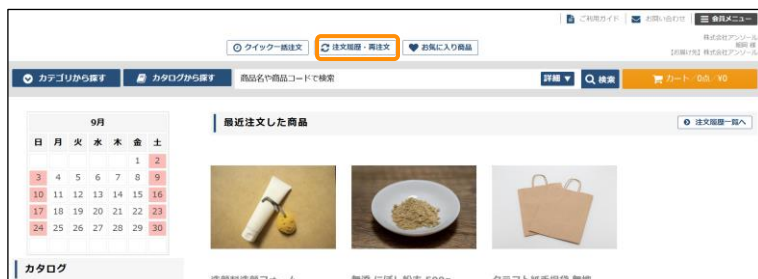 ご利用ガイド お問い合わせ 会員メニュー
株式会社アンソール
クイック一括注文 注文履歴・再注文 お気に入り商品
【お届け先】株式会社アンソール
カテゴリから探す カタログから探す 商品名や商品コードで検索 詳細 ▼ 検索 カート/0点/¥0
9月
最近注文した商品
注文履歴一覧へ
日 月 火 水 木 金 土
1 2
3 4 5 6 7 8 9
10 11 12 13 14 15 16
17 18 19 20 21 22 23
24 25 26 27 28 29 30
カタログ